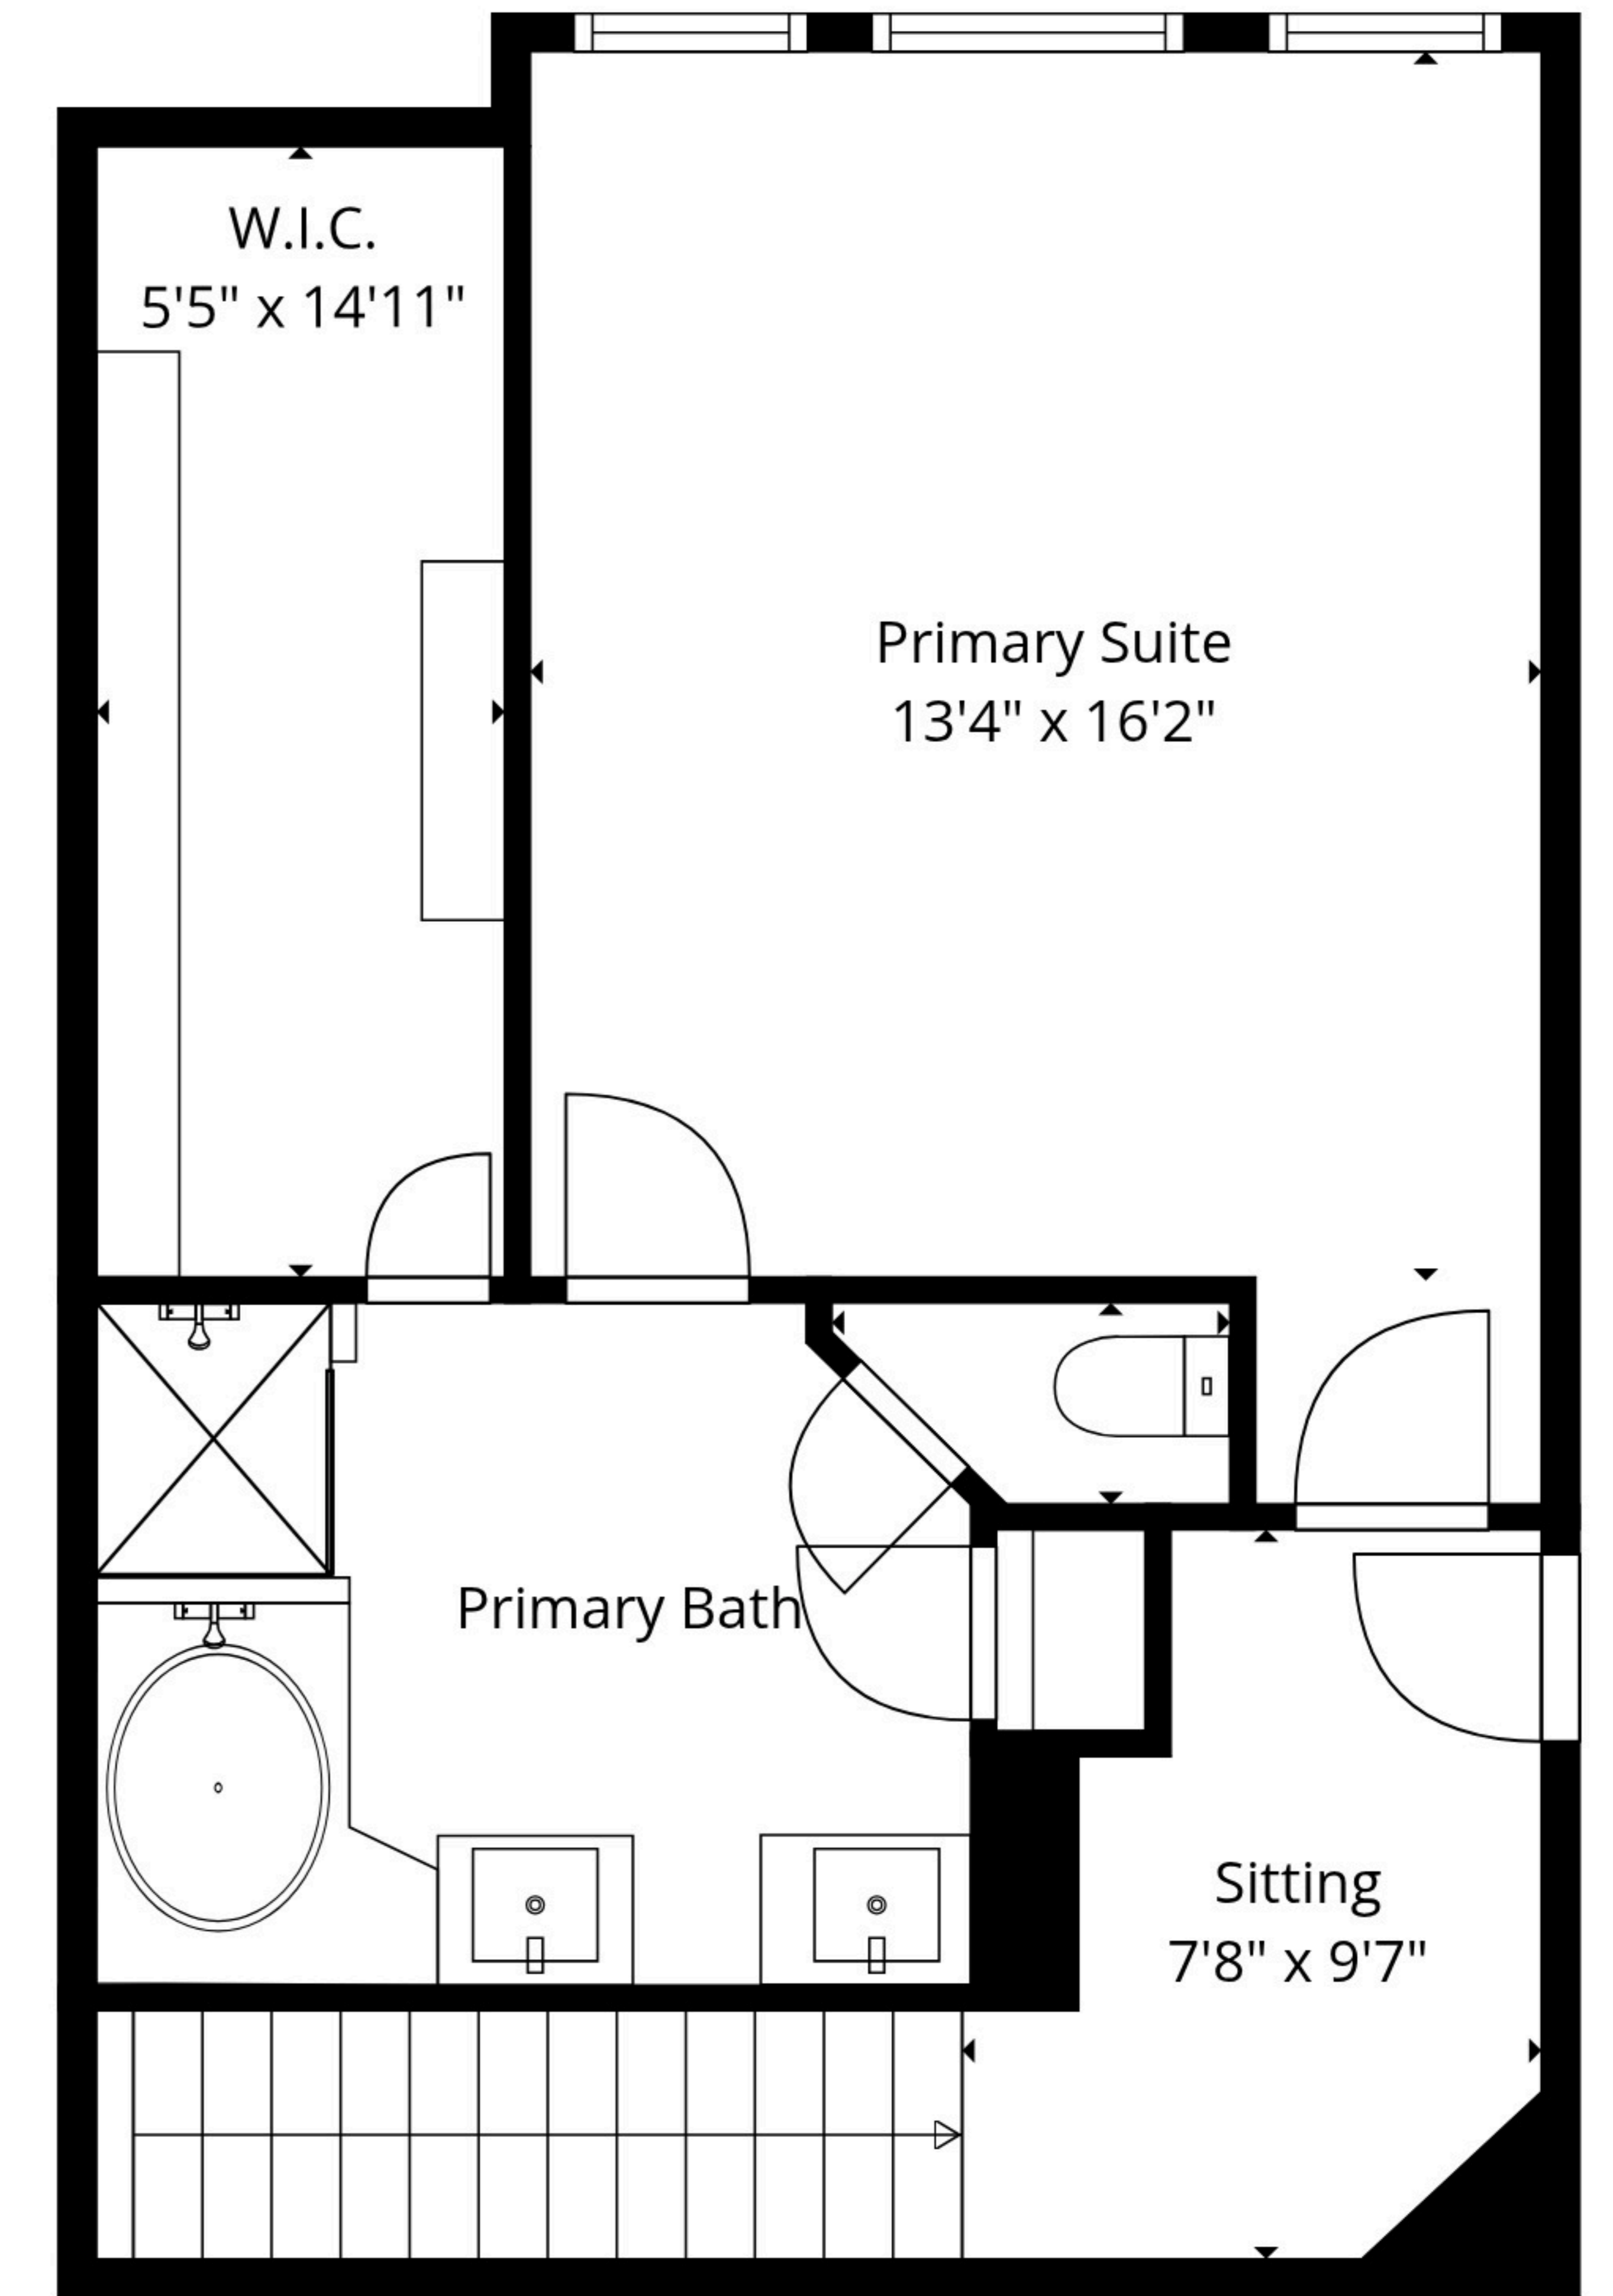 W.I.C.
5'5" x 14'11"
Primary Suite
13'4" x 16'2"
Primary Bath
Sitting
7'8" x 9'7"